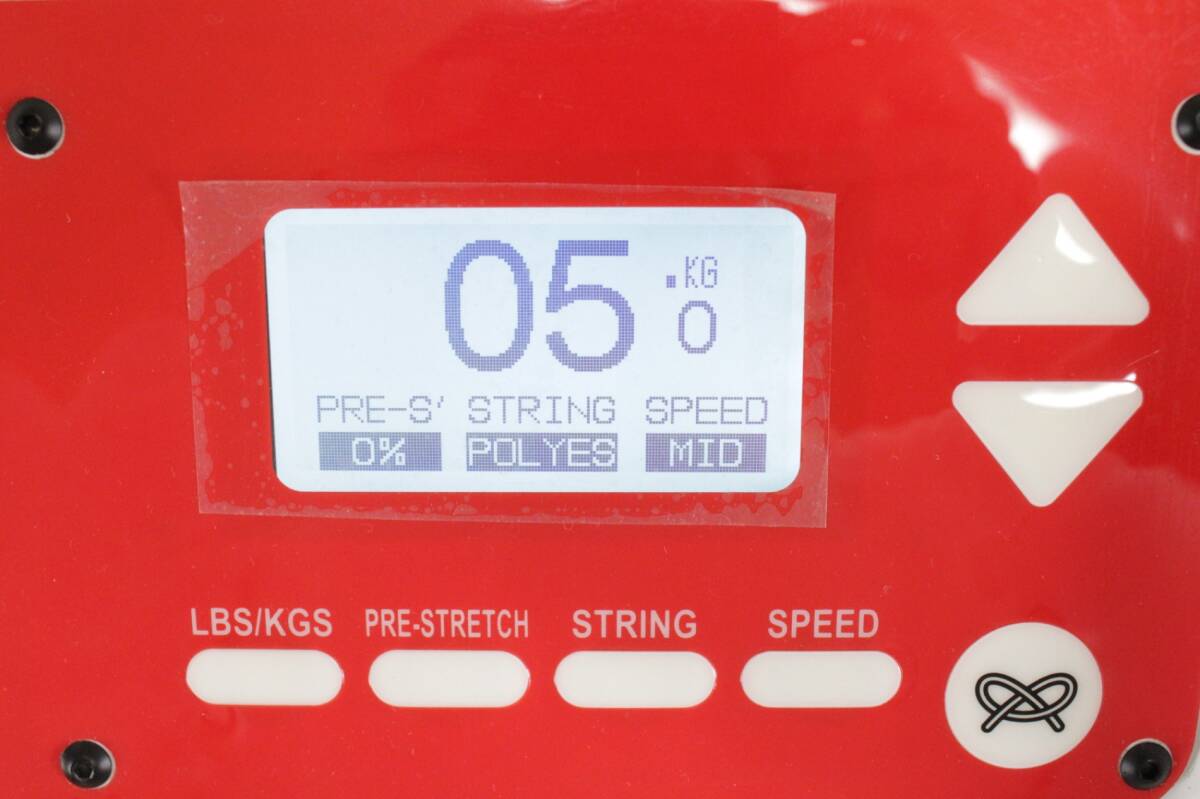 05.KG
0
PRE-S' STRING SPEED
0% POLYES MID
LBS/KGS PRE-STRETCH STRING SPEED